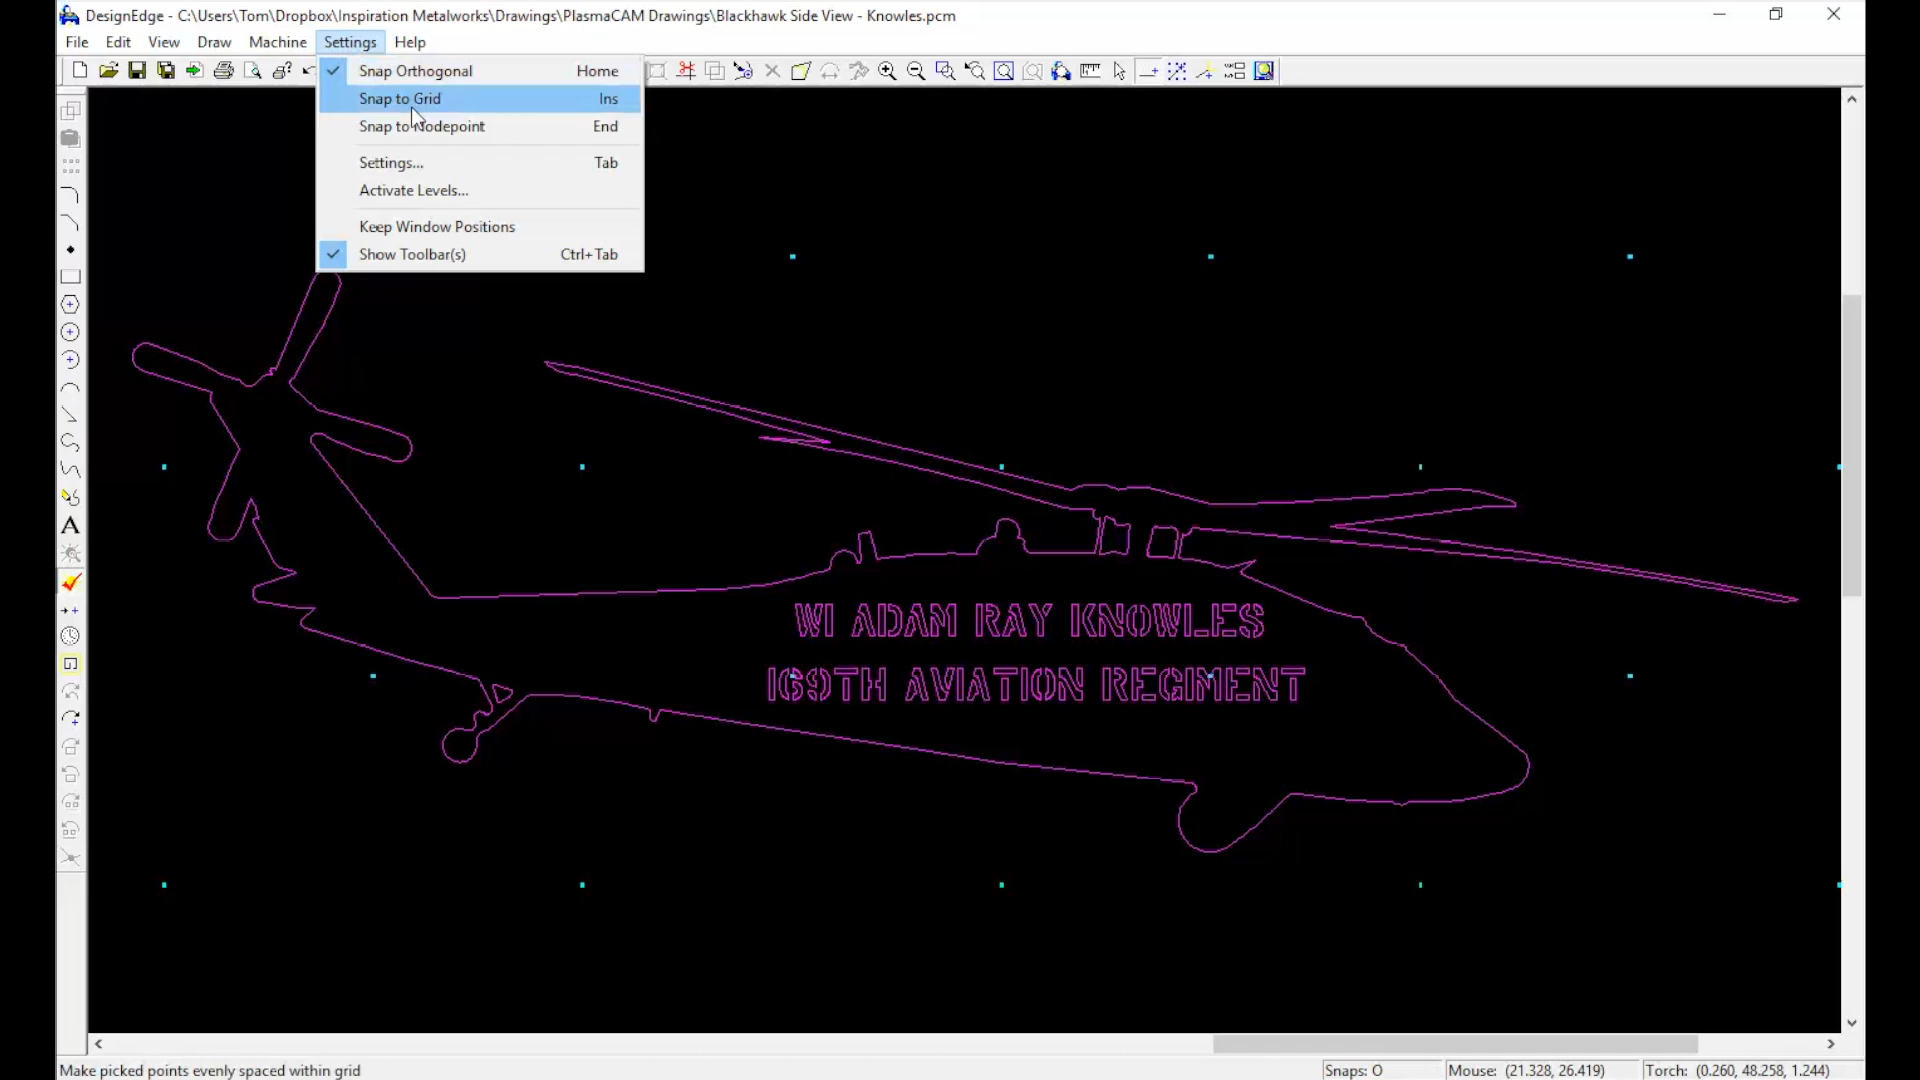 DesignEdge - C:\Users\Tom\Dropbox\Inspiration Metalworks\Drawings\PlasmaCAM Drawings\Blackhawk Side View - Knowles.pcm
File Edit View Draw Machine Settings Help
Snap Orthogonal Home
Snap to Grid Ins
Snap to Nodepoint End
Settings... Tab
Activate Levels...
Keep Window Positions
Show Toolbar(s) Ctrl+Tab
A
W1 ADAM RAY KNOWLES
169TH AVIATION REGIMENT
Make picked points evenly spaced within grid
Snaps: O
Mouse: (21.328, 26.419)
Torch: (0.260, 48.258, 1.244)